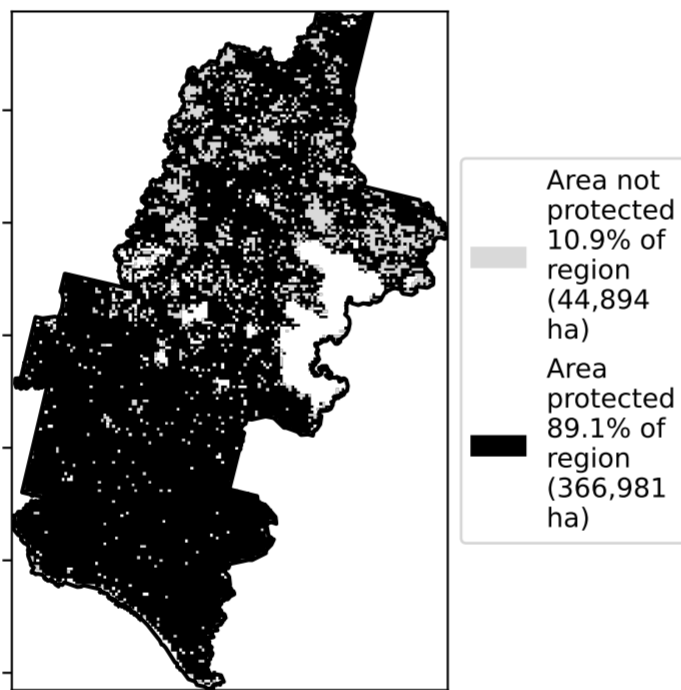 Area not
protected
10.9% of
region
(44,894
ha)
Area
protected
89.1% of
region
(366,981
ha)